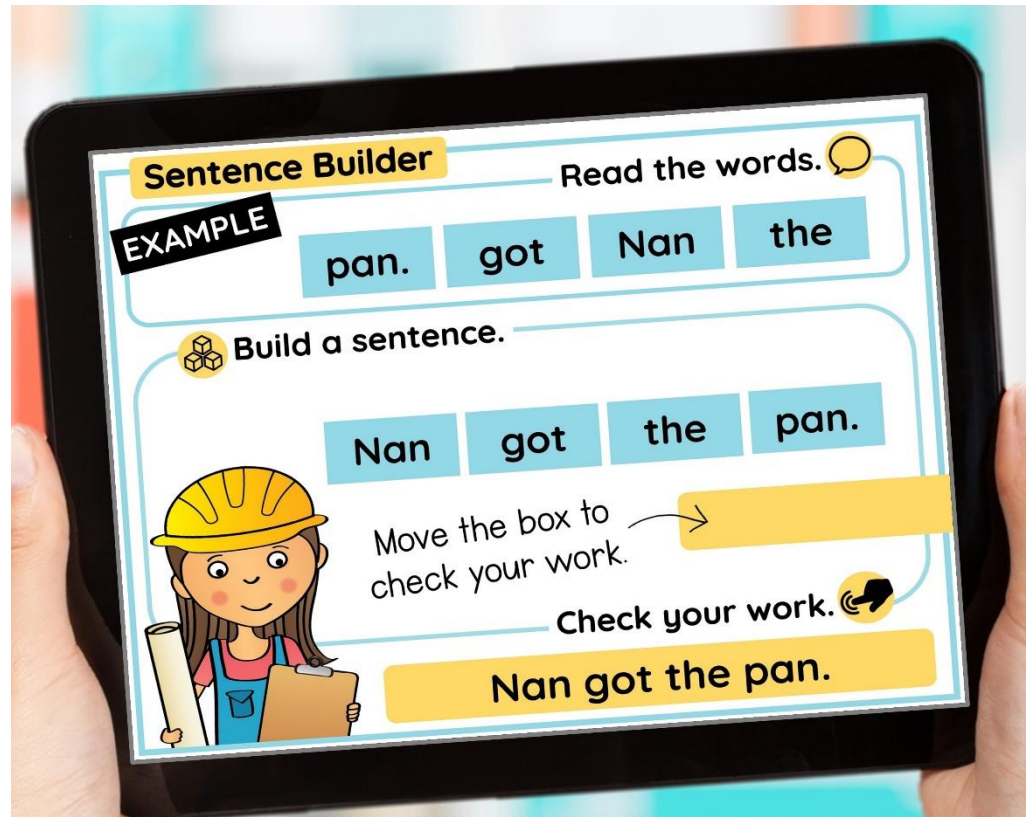 Sentence Builder
Read the words.
EXAMPLE
pan. got Nan the
Build a sentence.
Nan got the pan.
Move the box to
check your work.
Check your work.
Nan got the pan.